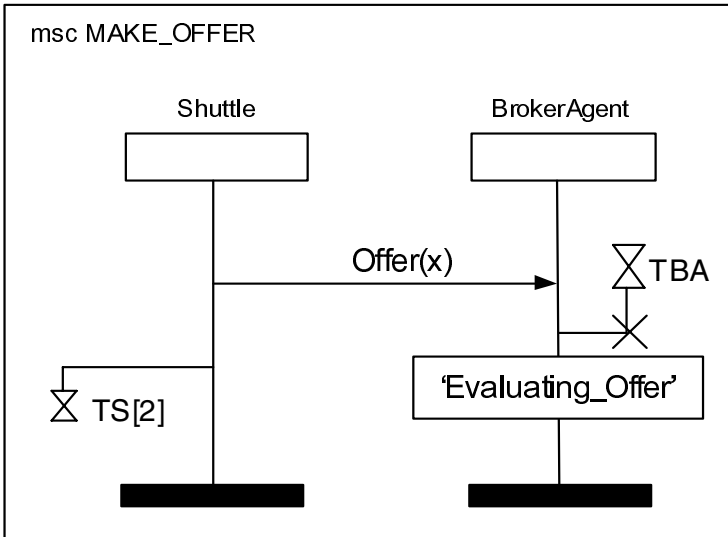 msc MAKE_OFFER
Shuttle
BrokerAgent
Offer(x)
TBA
‘Evaluating_Offer’
TS[2]